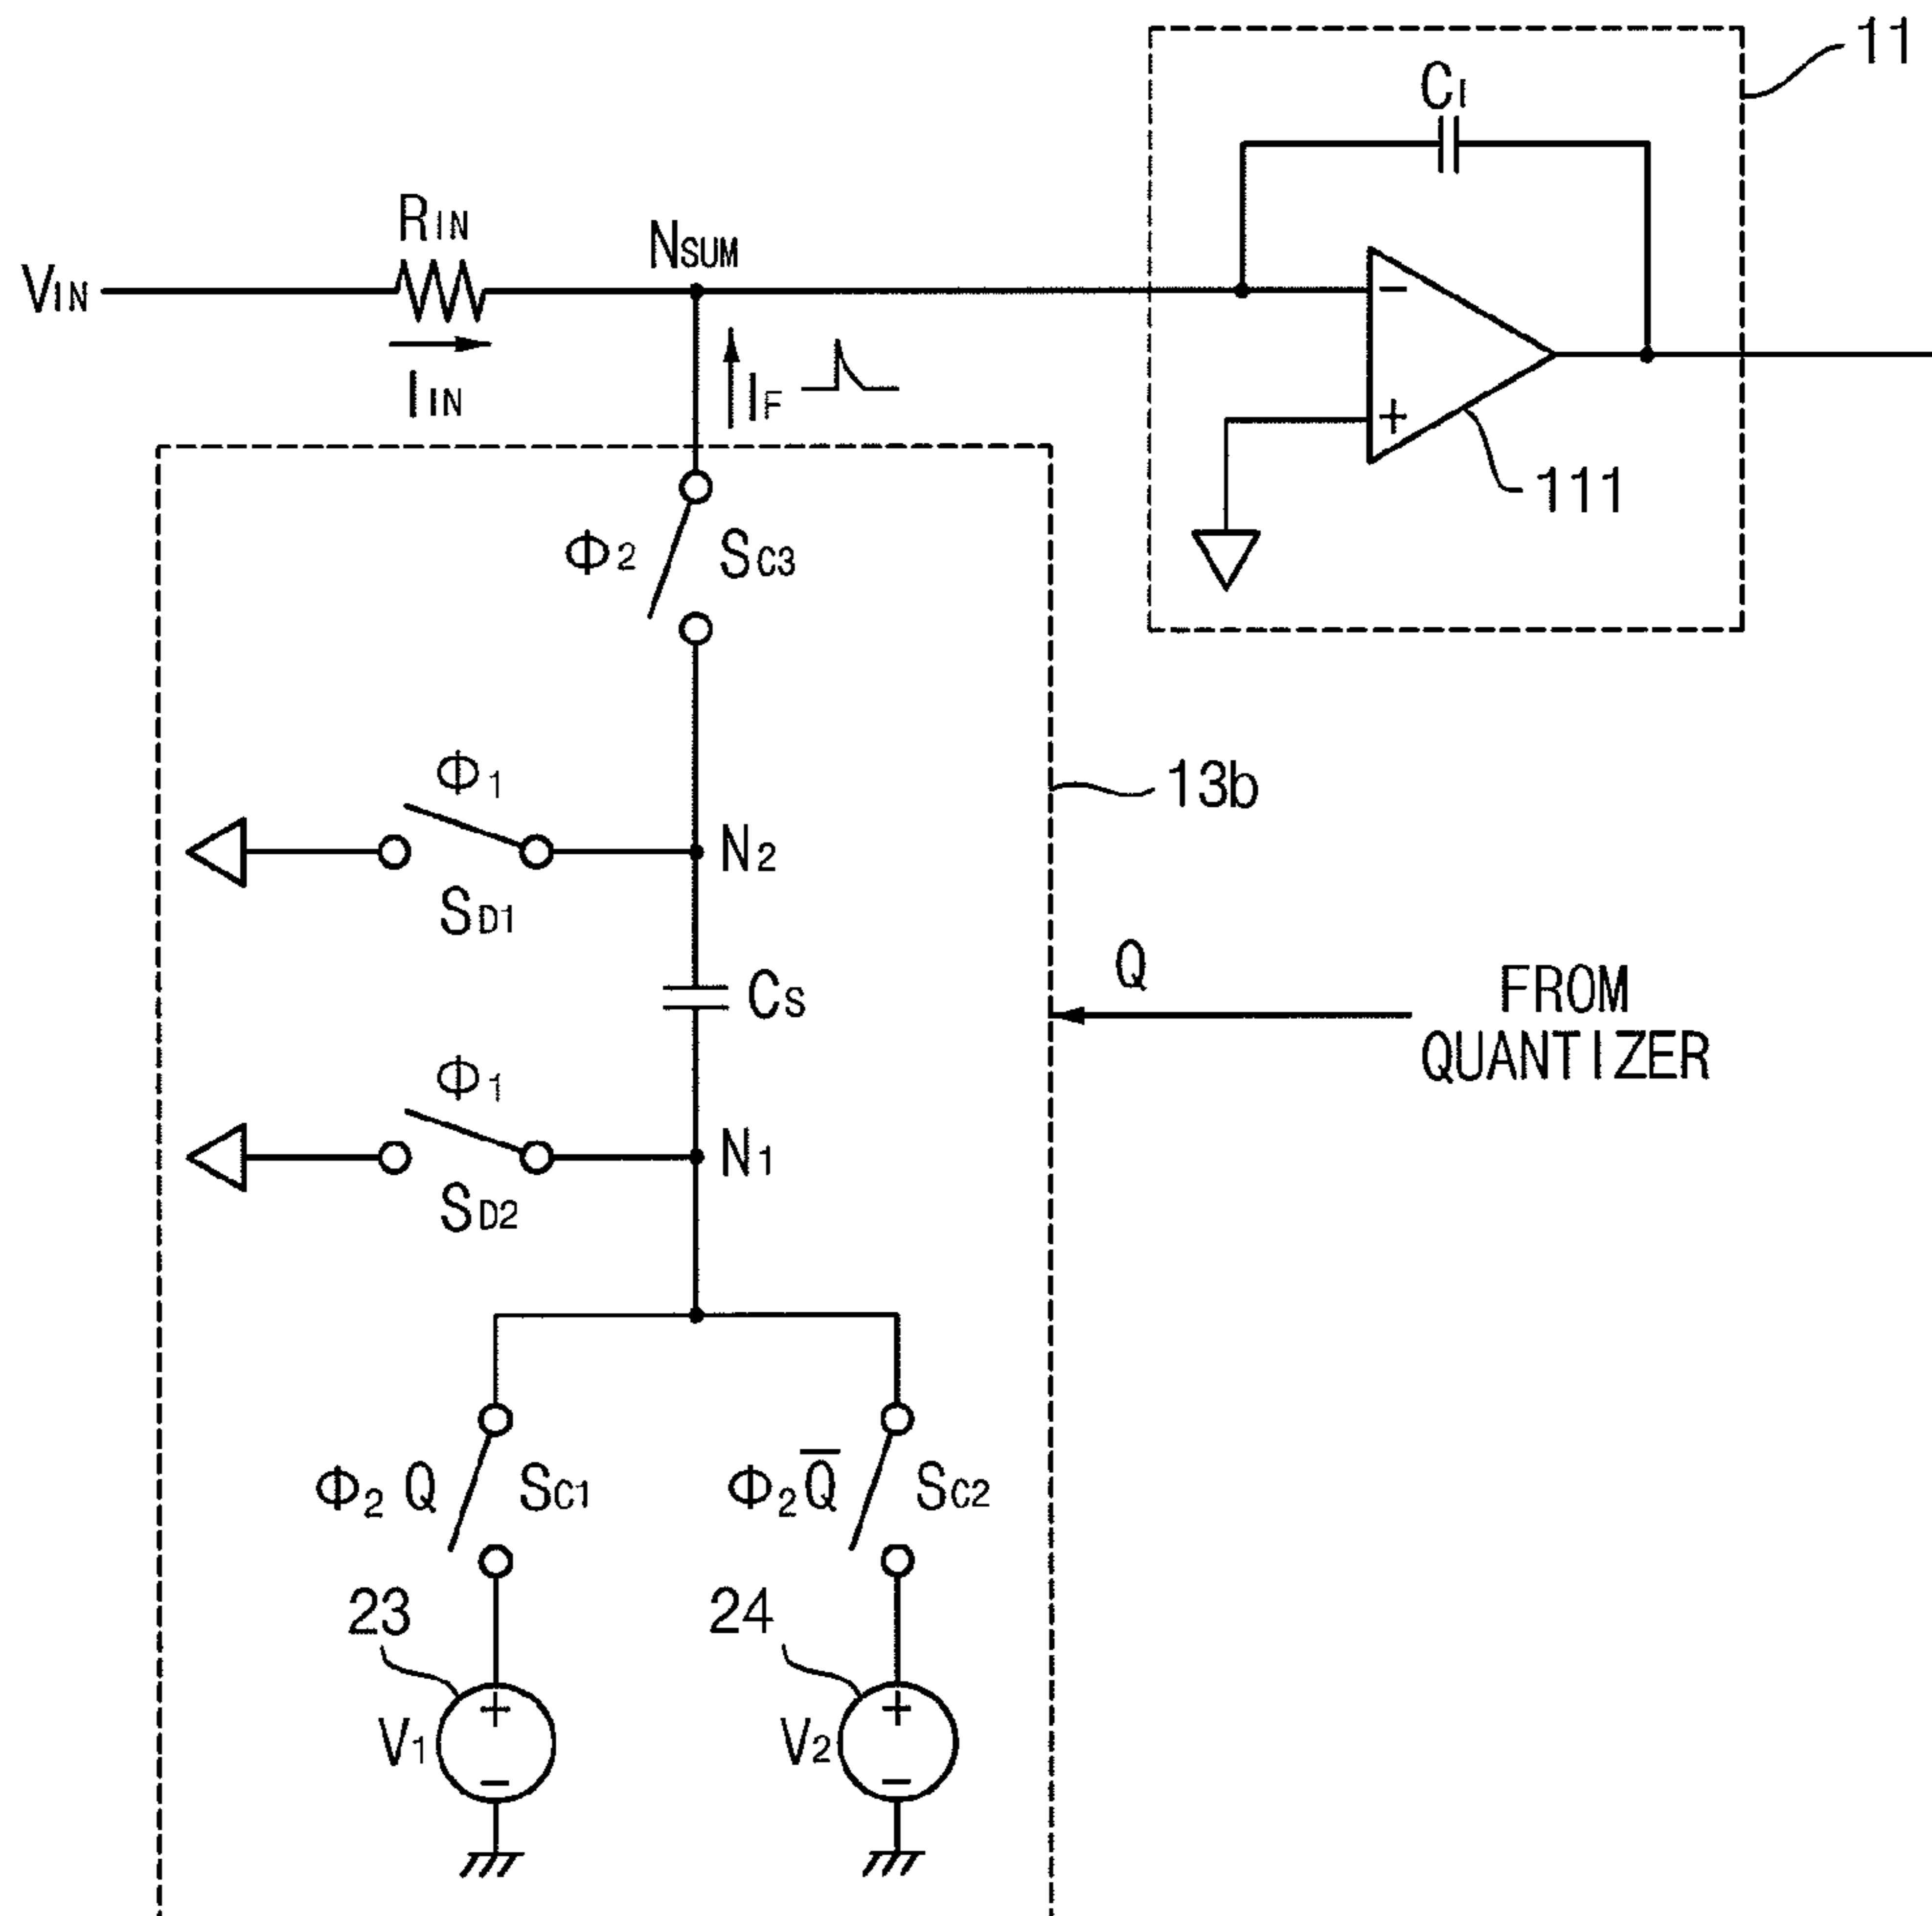 11
CI
RIN
NSUM
VIN
−
IIN
IF
+
111
Φ2
SC3
Φ1
13b
N2
SD1
Q
FROM
QUANTIZER
CS
Φ1
N1
SD2
Φ2 Q
SC1
Φ2 Q̅
SC2
23
24
+
+
V1
V2
−
−